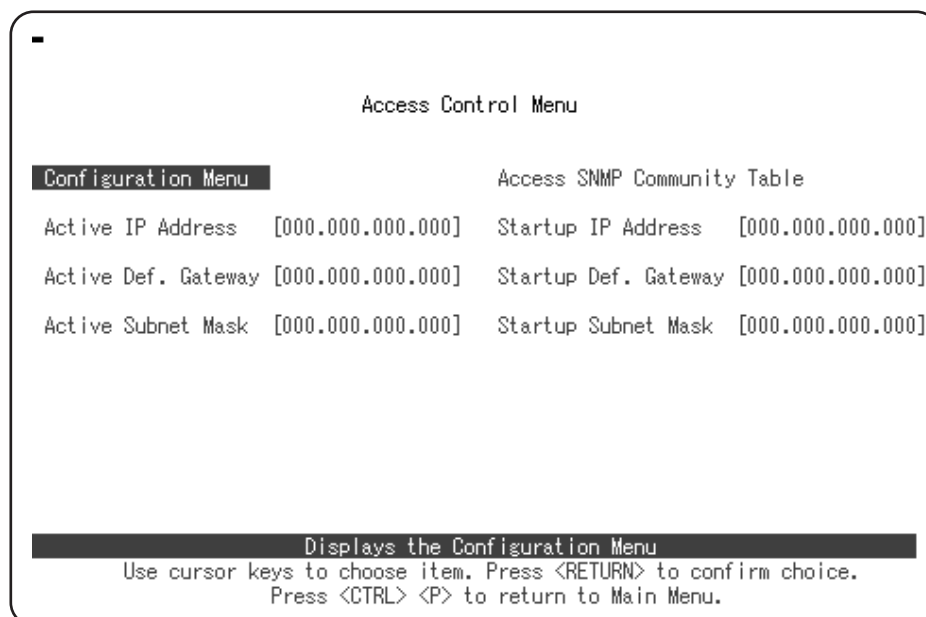 Access Control Menu
Configuration Menu Access SNMP Community Table
Active IP Address [000.000.000.000] Startup IP Address [000.000.000.000]
Active Def. Gateway [000.000.000.000] Startup Def. Gateway [000.000.000.000]
Active Subnet Mask [000.000.000.000] Startup Subnet Mask [000.000.000.000]
Displays the Configuration Menu
Use cursor keys to choose item. Press <RETURN> to confirm choice.
Press <CTRL> <P> to return to Main Menu.